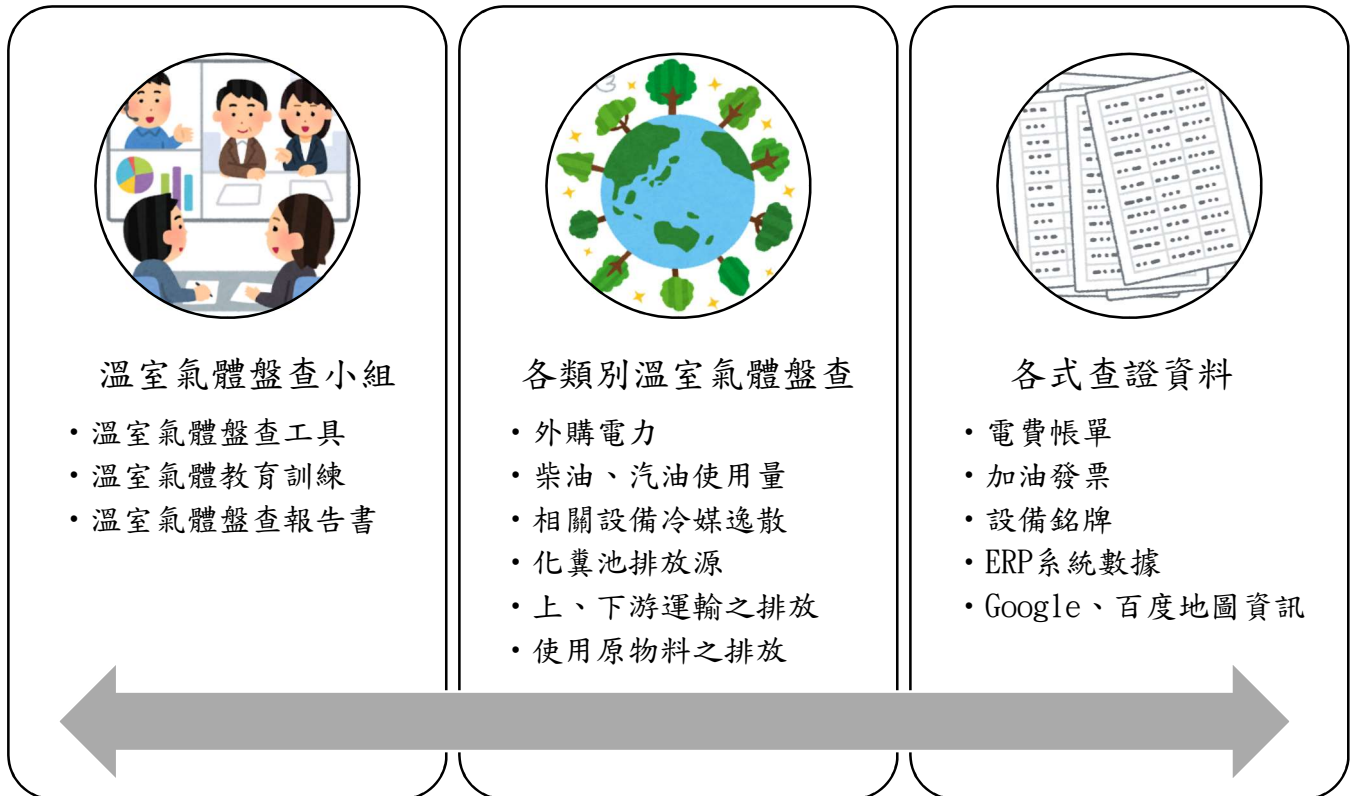 溫室氣體盤查小組
・溫室氣體盤查工具
・溫室氣體教育訓練
・溫室氣體盤查報告書
各類別溫室氣體盤查
・外購電力
・柴油、汽油使用量
・相關設備冷媒逸散
・化糞池排放源
・上、下游運輸之排放
・使用原物料之排放
各式查證資料
・電費帳單
・加油發票
・設備銘牌
・ERP系統數據
・Google、百度地圖資訊